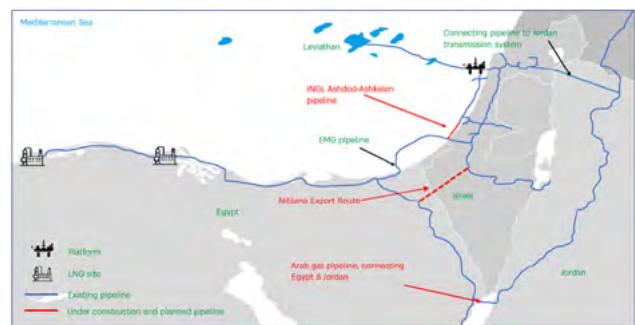 Mediterranean Sea
Leviathan
Connecting pipeline to Jordan
transmission system
INGL Ashdod-Ashkelon
pipeline
EMG pipeline
Nitzana Export Route
Israel
Egypt
Platform
LNG site
Arab gas pipeline, connecting
Egypt & Jordan
Jordan
Existing pipeline
Under construction and planned pipeline